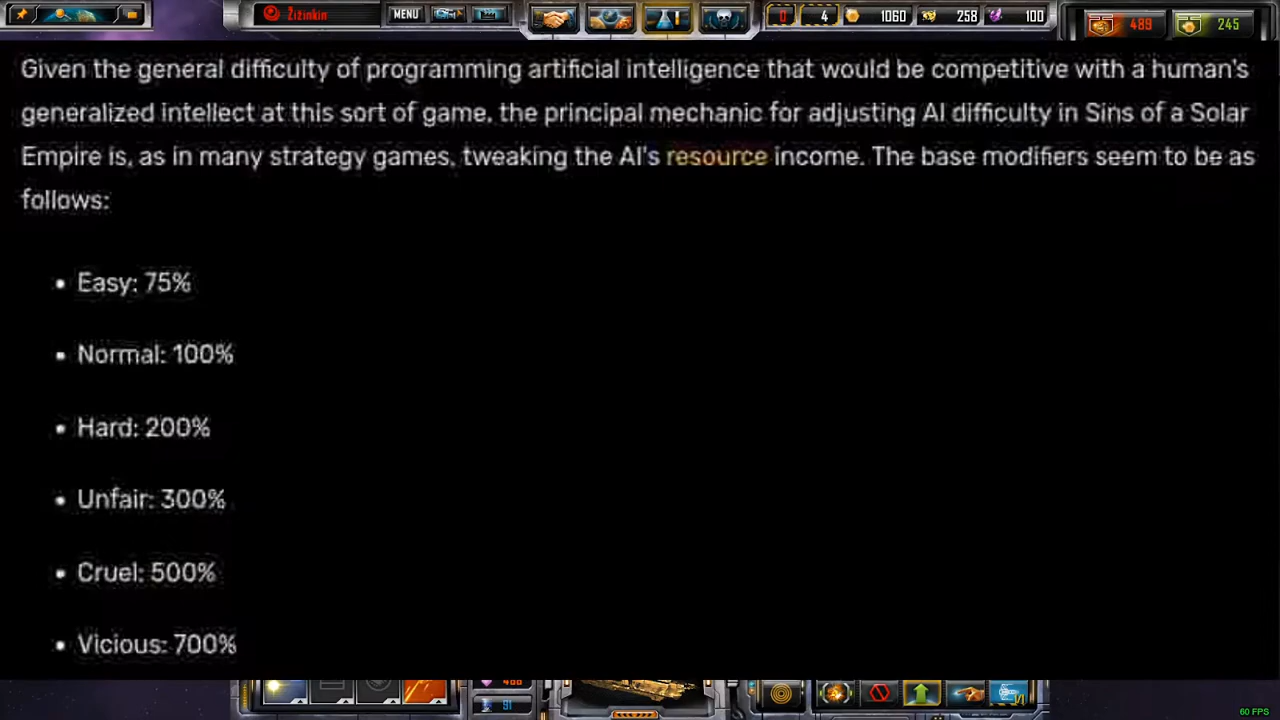 Žižinkin
MENU
0
4
1060
258
100
489
245
Given the general difficulty of programming artificial intelligence that would be competitive with a human's
generalized intellect at this sort of game, the principal mechanic for adjusting AI difficulty in Sins of a Solar
Empire is, as in many strategy games, tweaking the AI's resource income. The base modifiers seem to be as
follows:
• Easy: 75%
• Normal: 100%
• Hard: 200%
• Unfair: 300%
• Cruel: 500%
• Vicious: 700%
91
60 FPS